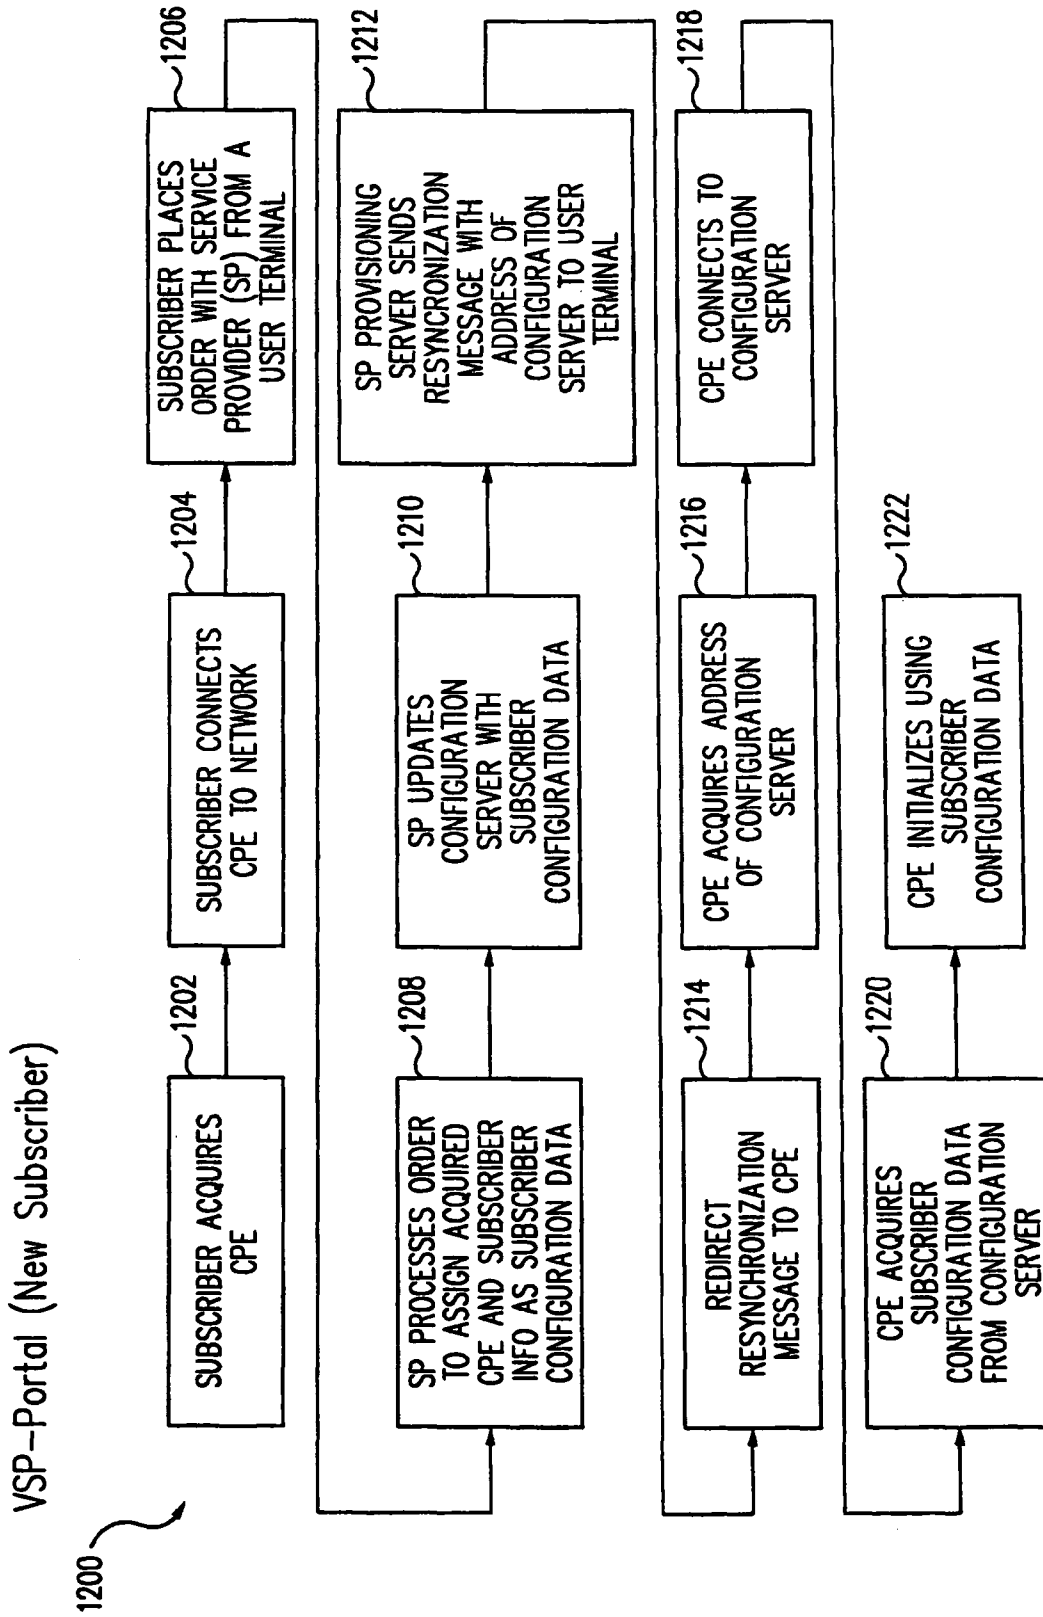 VSP-Portal (New Subscriber)
1200
1202
SUBSCRIBER ACQUIRES
CPE
1204
SUBSCRIBER CONNECTS
CPE TO NETWORK
1206
SUBSCRIBER PLACES
ORDER WITH SERVICE
PROVIDER (SP) FROM A
USER TERMINAL
1208
SP PROCESSES ORDER
TO ASSIGN ACQUIRED
CPE AND SUBSCRIBER
INFO AS SUBSCRIBER
CONFIGURATION DATA
1210
SP UPDATES
CONFIGURATION
SERVER WITH
SUBSCRIBER
CONFIGURATION DATA
1212
SP PROVISIONING
SERVER SENDS
RESYNCRONIZATION
MESSAGE WITH
ADDRESS OF
CONFIGURATION
SERVER TO USER
TERMINAL
1214
REDIRECT
RESYNCHRONIZATION
MESSAGE TO CPE
1216
CPE ACQUIRES ADDRESS
OF CONFIGURATION
SERVER
1218
CPE CONNECTS TO
CONFIGURATION
SERVER
1220
CPE ACQUIRES
SUBSCRIBER
CONFIGURATION DATA
FROM CONFIGURATION
SERVER
1222
CPE INITIALIZES USING
SUBSCRIBER
CONFIGURATION DATA